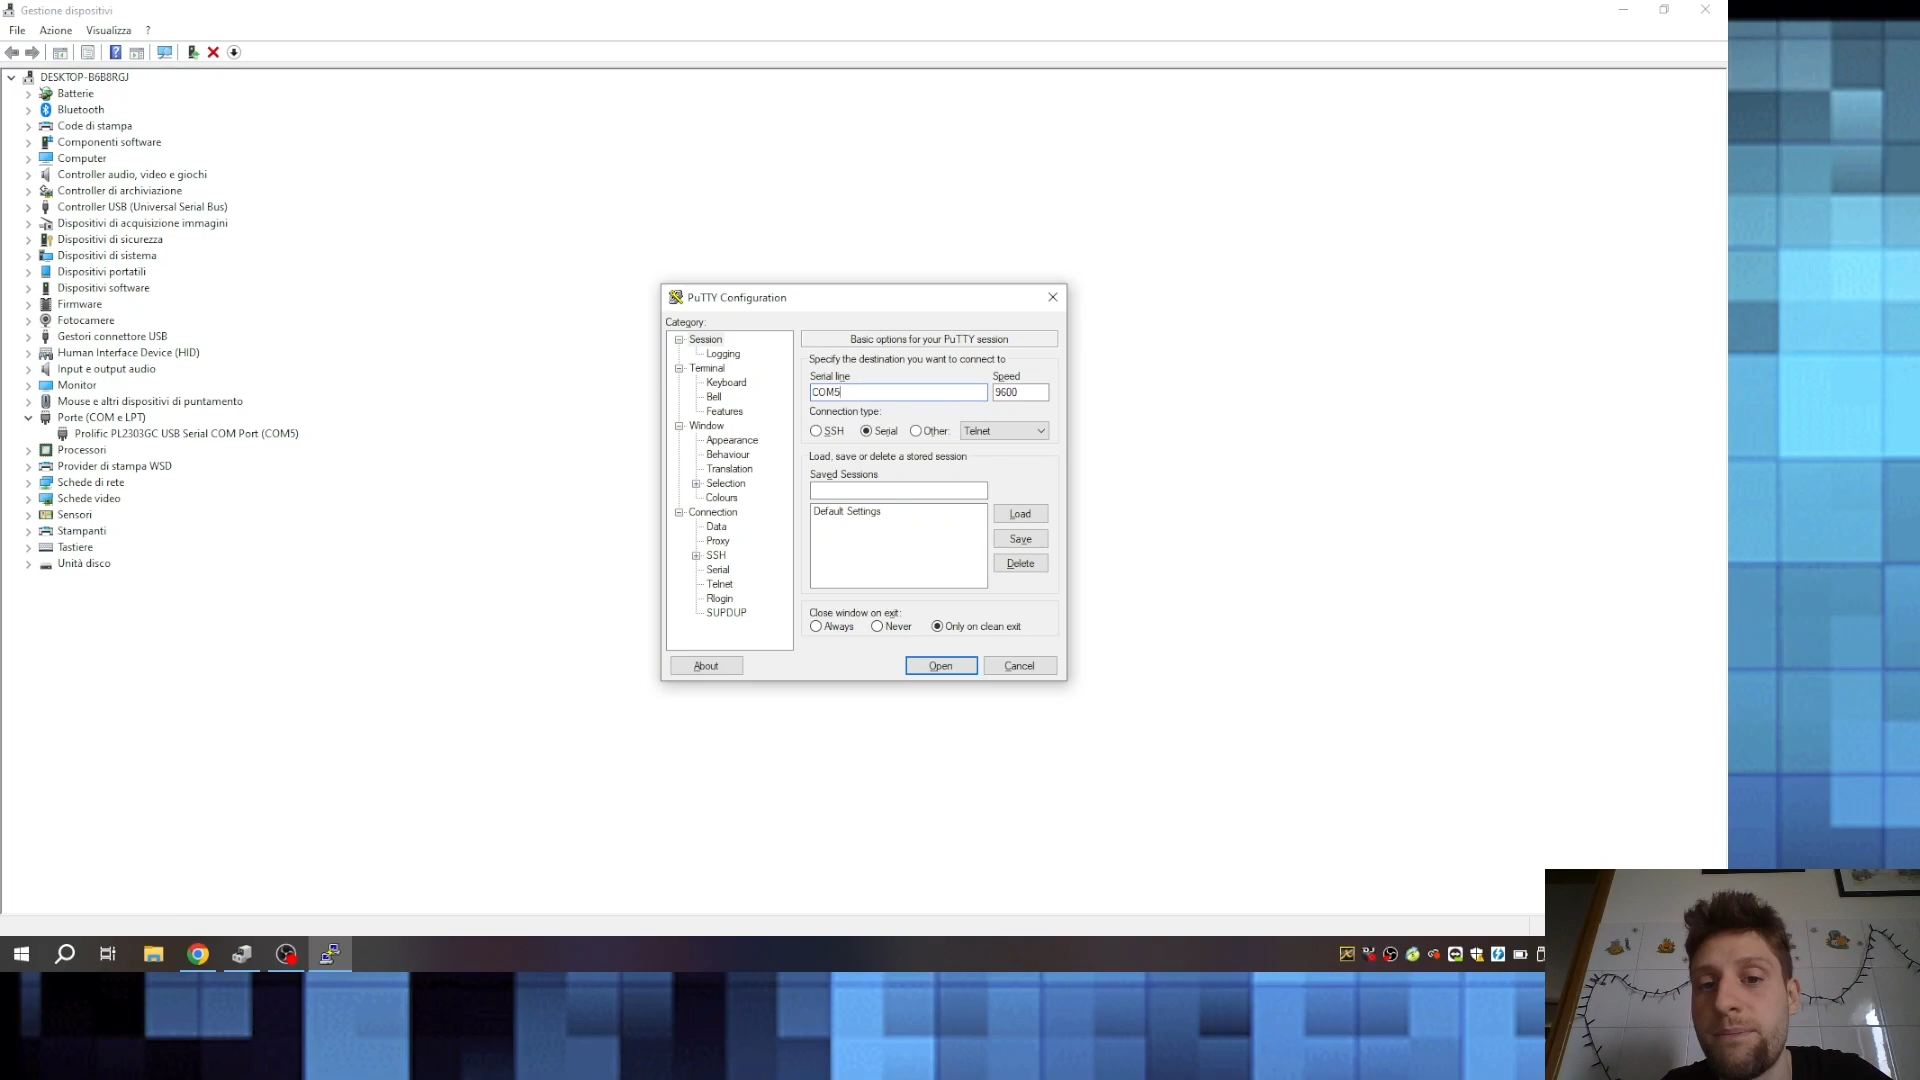 Gestione dispositivi
File Azione Visualizza ?
DESKTOP-B6B8RGJ
Batterie
Bluetooth
Code di stampa
Componenti software
Computer
Controller audio, video e giochi
Controller di archiviazione
Controller USB (Universal Serial Bus)
Dispositivi di acquisizione immagini
Dispositivi di sicurezza
Dispositivi di sistema
Dispositivi portatili
Dispositivi software
Firmware
Fotocamere
Gestori connettore USB
Human Interface Device (HID)
Input e output audio
Monitor
Mouse e altri dispositivi di puntamento
Porte (COM e LPT)
Prolific PL2303GC USB Serial COM Port (COM5)
Processori
Provider di stampa WSD
Schede di rete
Schede video
Sensori
Stampanti
Tastiere
Unità disco
PuTTY Configuration
Category:
Session
Logging
Terminal
Keyboard
Bell
Features
Window
Appearance
Behaviour
Translation
Selection
Colours
Connection
Data
Proxy
SSH
Serial
Telnet
Rlogin
SUPDUP
Basic options for your PuTTY session
Specify the destination you want to connect to
Serial line Speed
COM5 9600
Connection type:
SSH Serial Other: Telnet
Load, save or delete a stored session
Saved Sessions
Default Settings
Load
Save
Delete
Close window on exit:
Always Never Only on clean exit
About Open Cancel